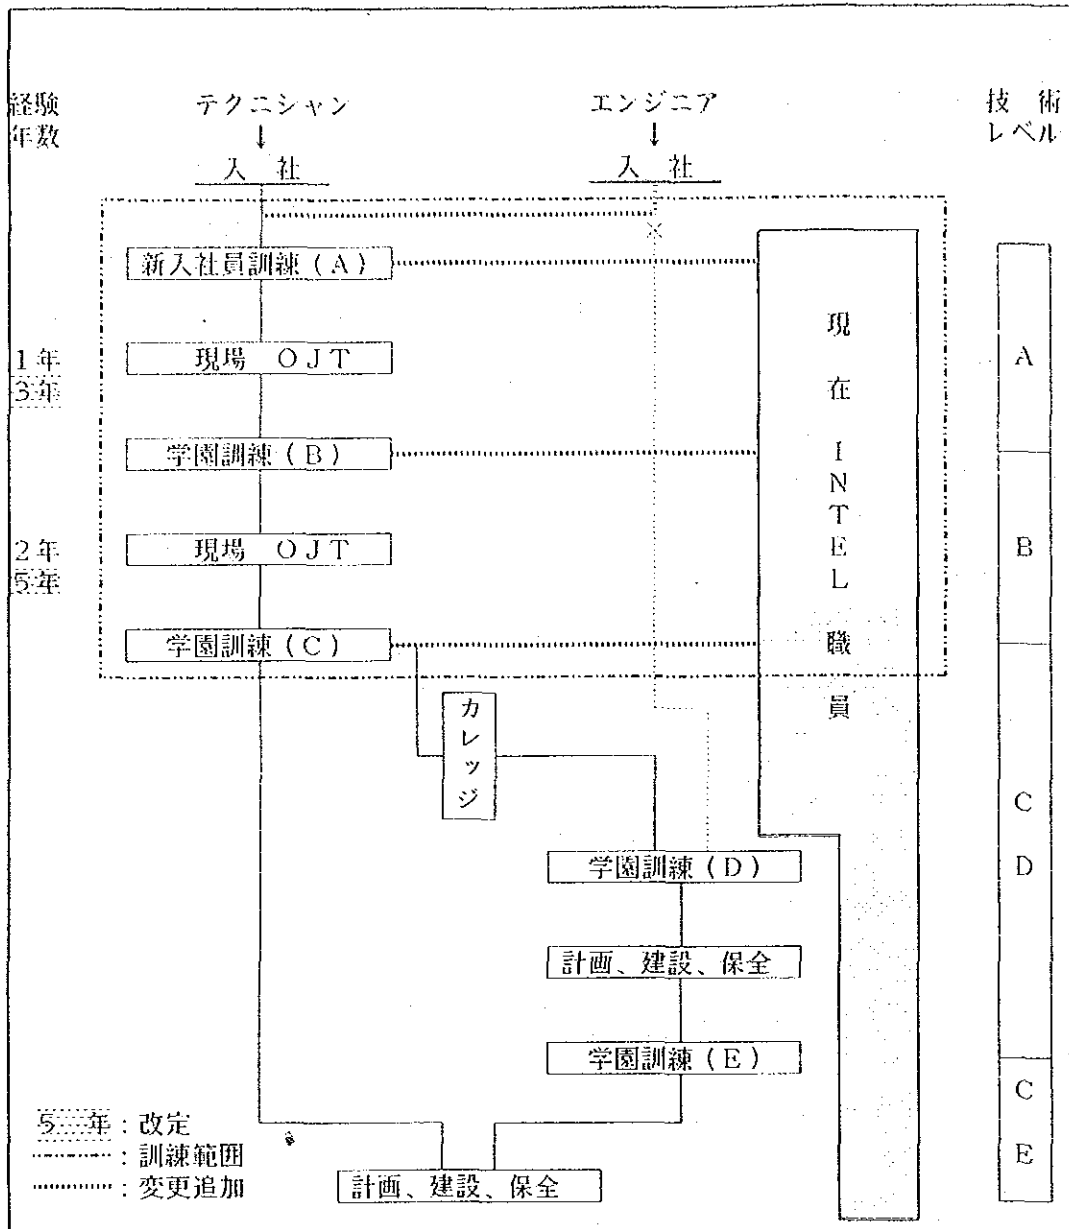 経験
年数
テクニシャン
エンジニア
技 術
レベル
↓
↓
入 社
入 社
新入社員訓練(A)
1年
3年
現場 OJT
学園訓練(B)
2年
5年
現場 OJT
学園訓練(C)
現
在
I
N
T
E
L
職
員
A
B
C
D
C
E
カ
レ
ッ
ジ
学園訓練(D)
計画、建設、保全
学園訓練(E)
5 年:改定
:訓練範囲
:変更追加
計画、建設、保全